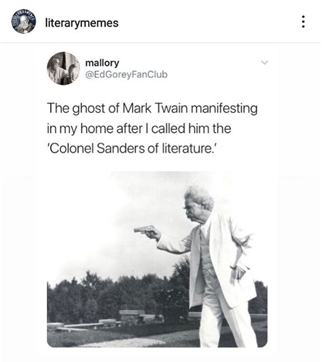 literarymemes
mallory
@EdGoreyFanClub
The ghost of Mark Twain manifesting
in my home after I called him the
'Colonel Sanders of literature.'